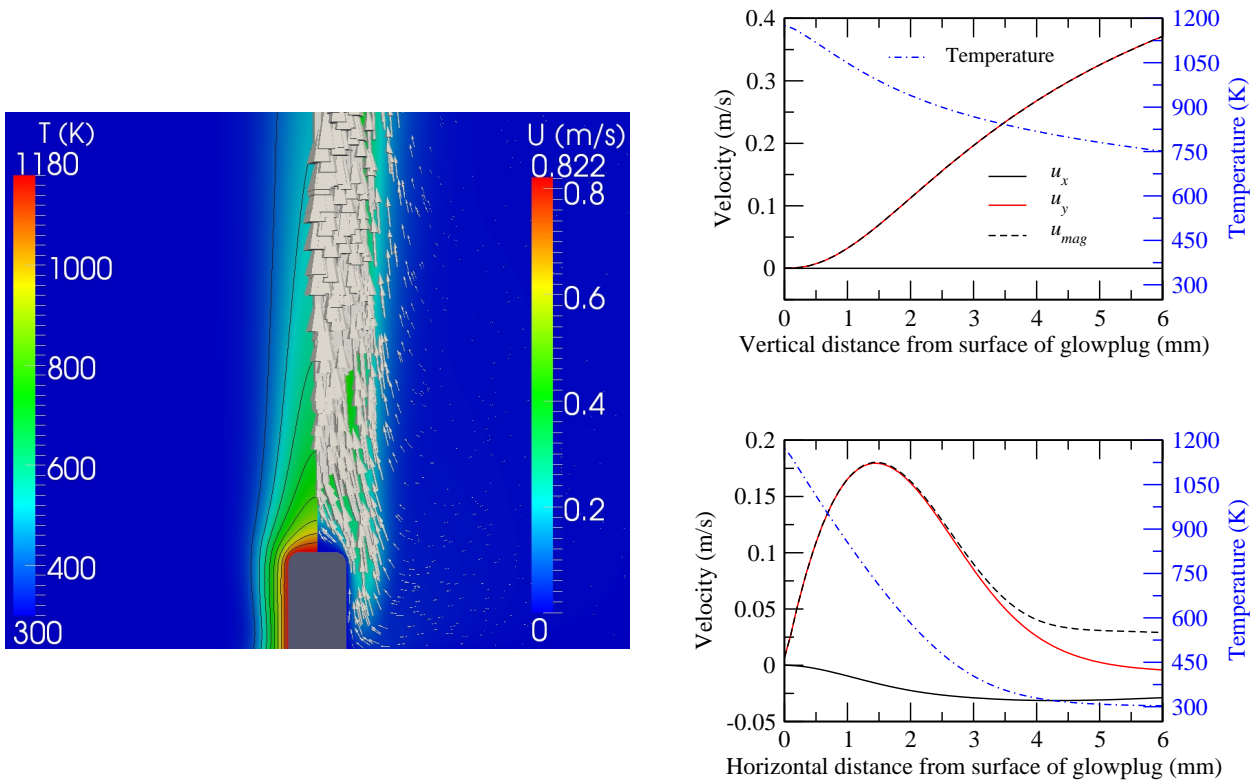 T (K)
1180
1000
800
600
400
300
U (m/s)
0.822
0.8
0.6
0.4
0.2
0
0.4
0.3
0.2
0.1
0
Velocity (m/s)
Temperature
u_x
u_y
u_mag
1200
1050
900
750
600
450
300
Temperature (K)
0 1 2 3 4 5 6
Vertical distance from surface of glowplug (mm)
0.2
0.15
0.1
0.05
0
-0.05
Velocity (m/s)
1200
1050
900
750
600
450
300
Temperature (K)
0 1 2 3 4 5 6
Horizontal distance from surface of glowplug (mm)